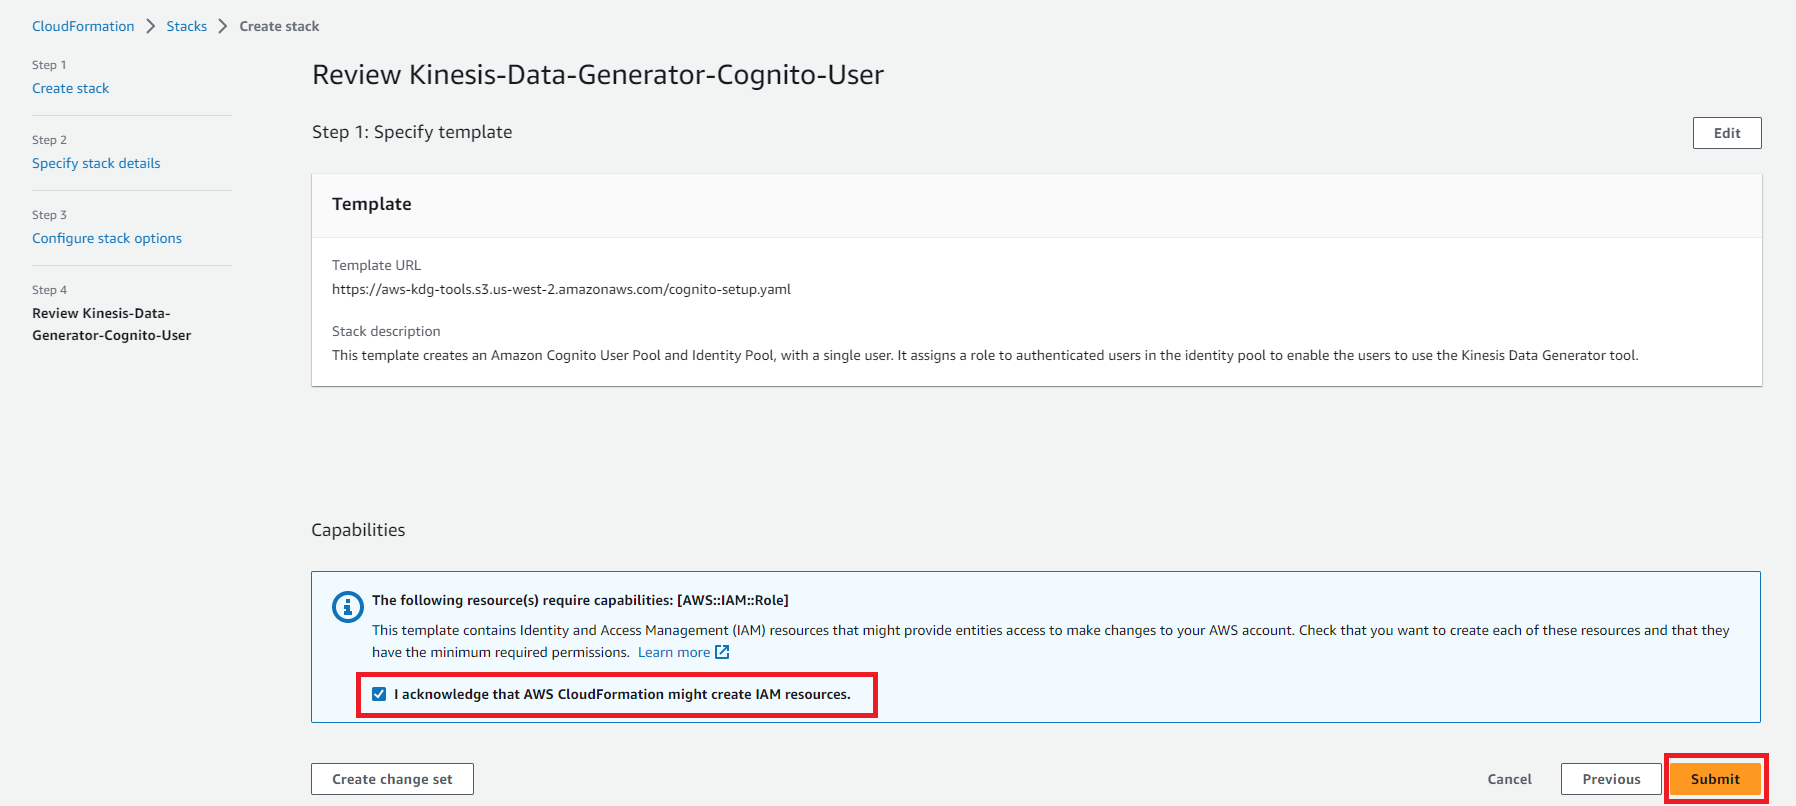 CloudFormation > Stacks > Create stack
Step 1
Create stack
Step 2
Specify stack details
Step 3
Configure stack options
Step 4
Review Kinesis-Data-
Generator-Cognito-User
Review Kinesis-Data-Generator-Cognito-User
Step 1: Specify template
Edit
Template
Template URL
https://aws-kdg-tools.s3.us-west-2.amazonaws.com/cognito-setup.yaml
Stack description
This template creates an Amazon Cognito User Pool and Identity Pool, with a single user. It assigns a role to authenticated users in the identity pool to enable the users to use the Kinesis Data Generator tool.
Capabilities
The following resource(s) require capabilities: [AWS::IAM::Role]
This template contains Identity and Access Management (IAM) resources that might provide entities access to make changes to your AWS account. Check that you want to create each of these resources and that they
have the minimum required permissions. Learn more
I acknowledge that AWS CloudFormation might create IAM resources.
Create change set
Cancel
Previous
Submit